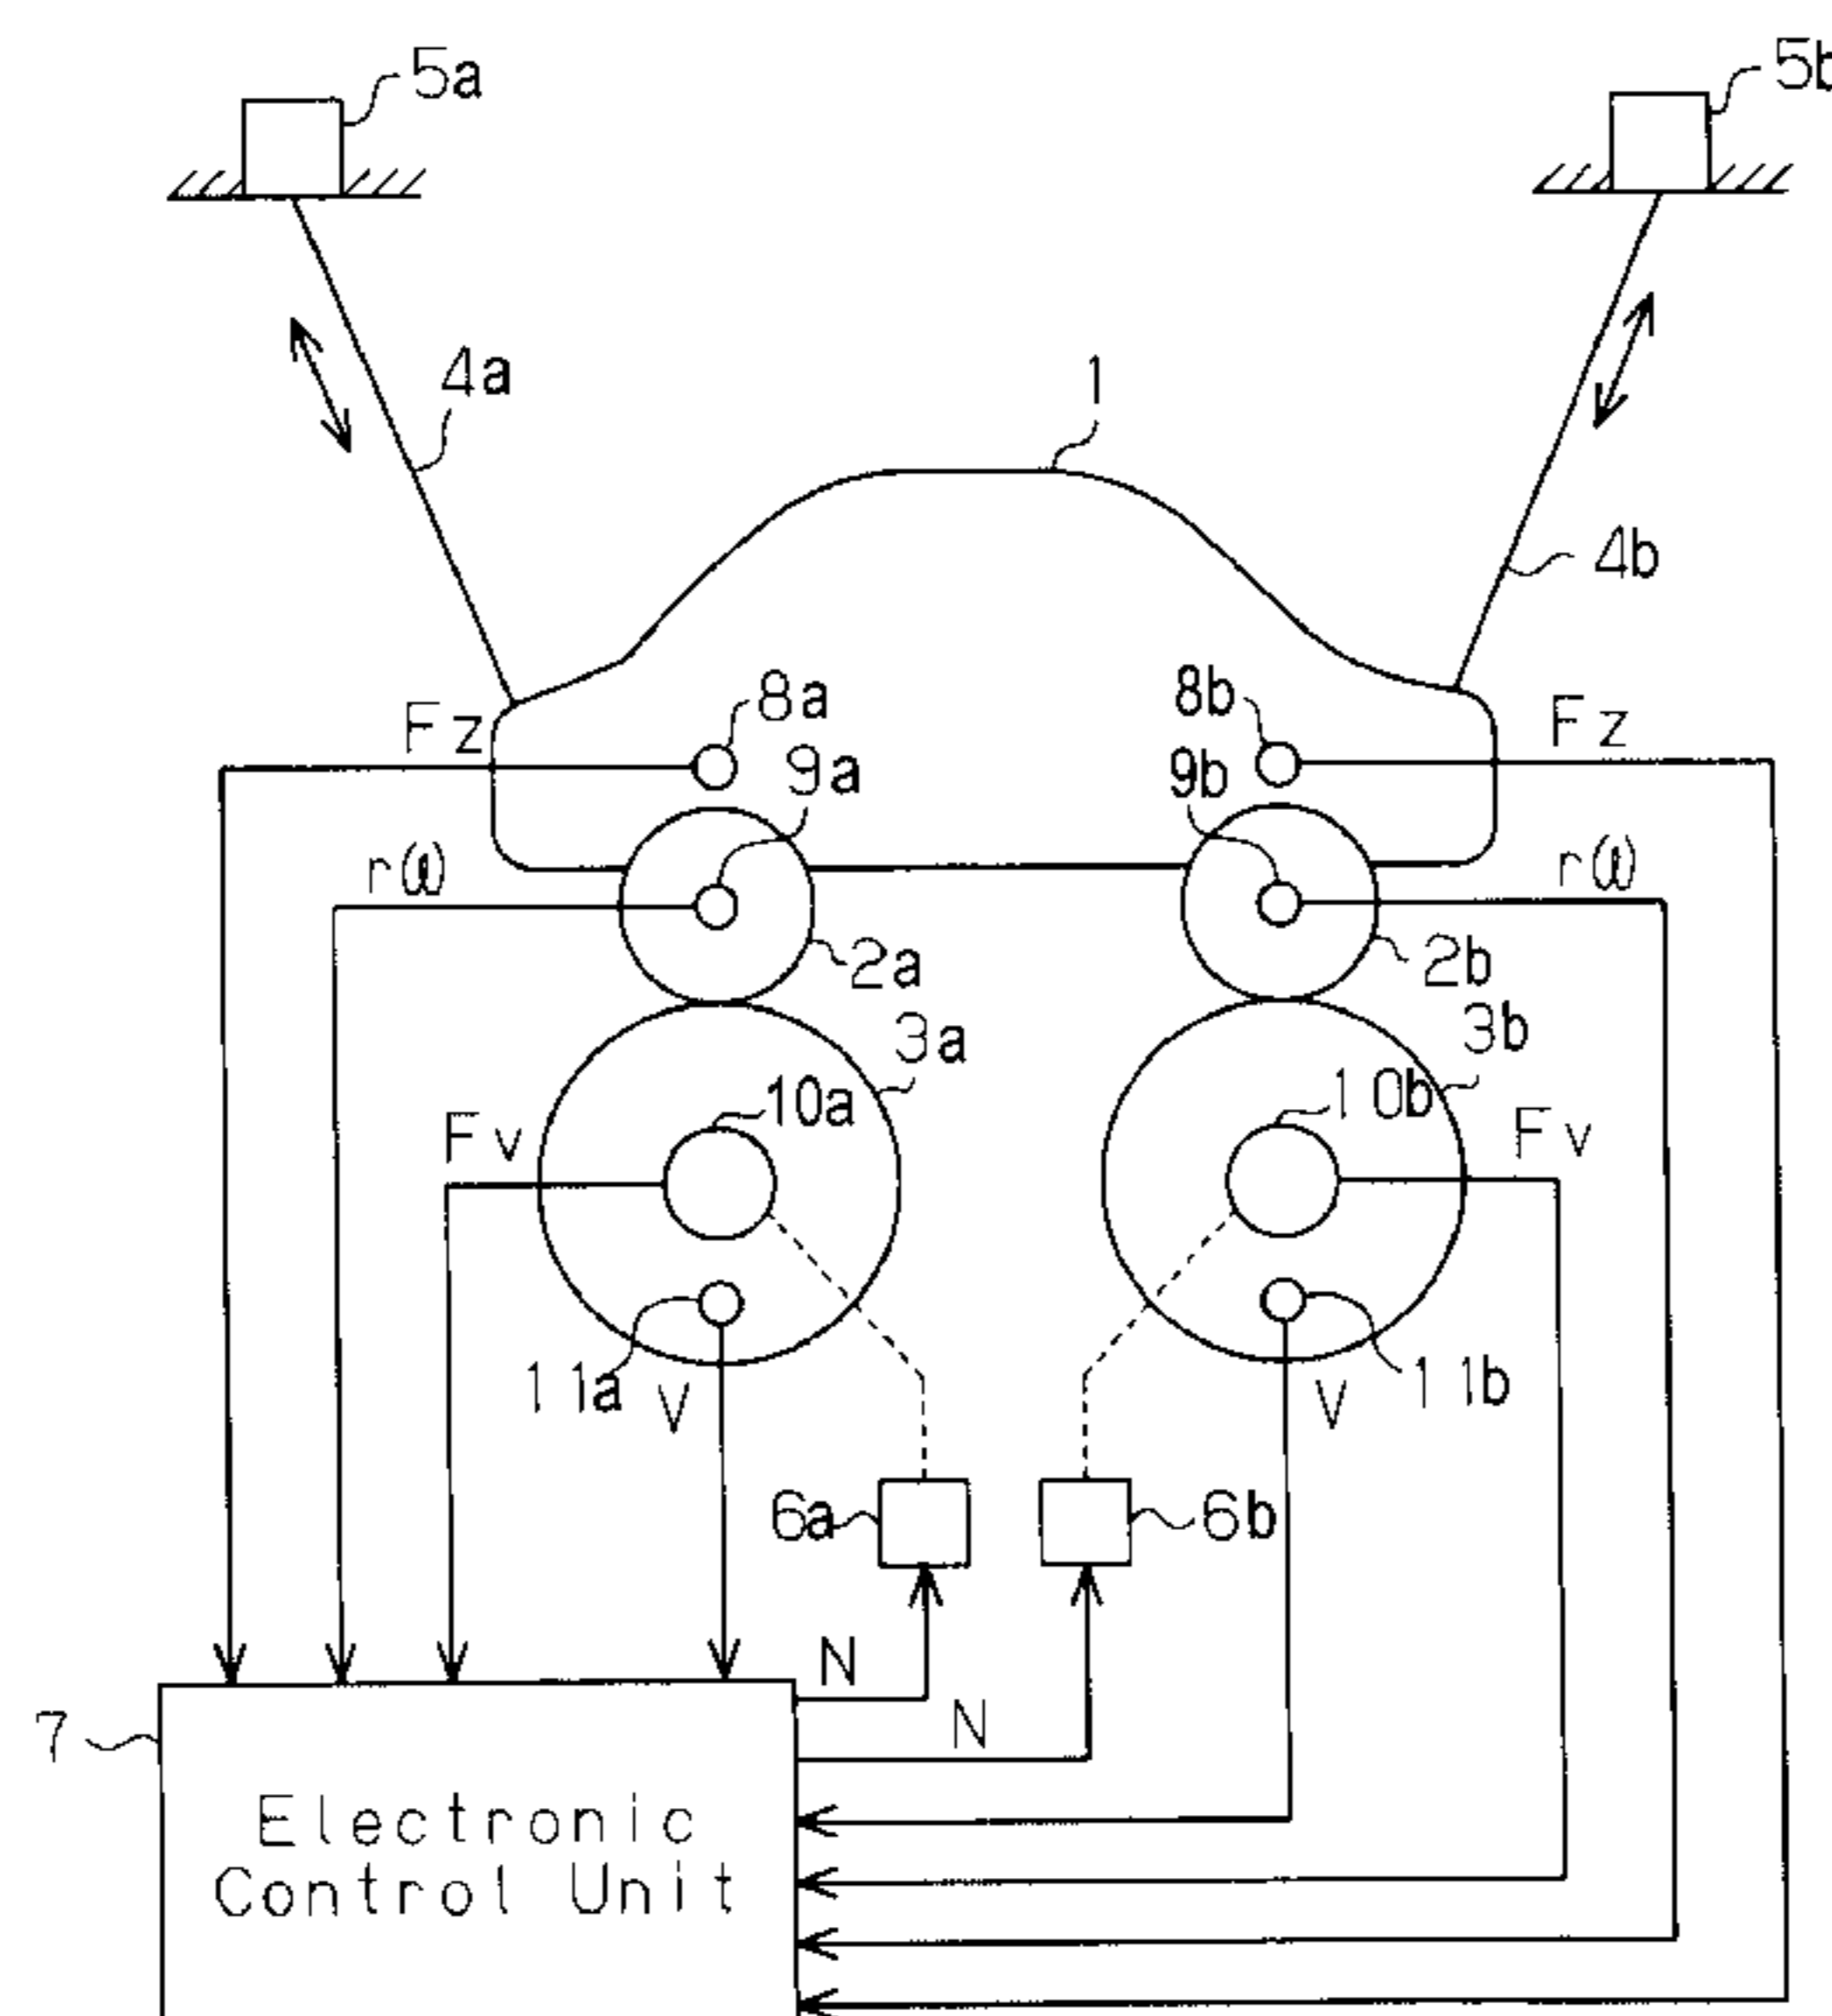 5a
5b
4a
1
4b
8a
8b
Fz
Fz
9a
9b
rω
rω
2a
2b
3a
3b
10a
10b
Fv
Fv
11a
V
V
11b
6a
6b
N
N
7
Electronic
Control Unit